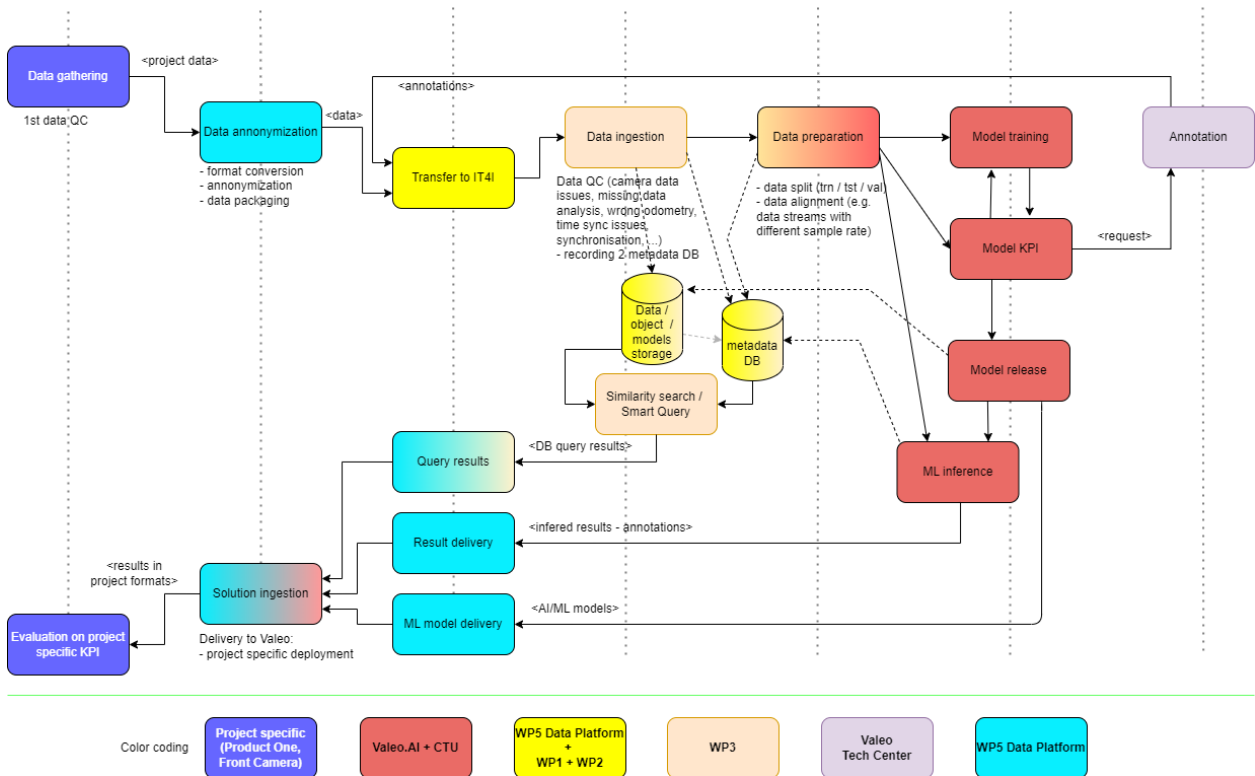 <project data>
Data gathering
1st data QC
<annotations>
<data>
Data annonymization
- format conversion
- annonymization
- data packaging
Transfer to IT4I
Data ingestion
Data QC (camera data
issues, missing data
analysis, wrong odometry,
time sync issues,
synchronisation, ...)
- recording 2 metadata DB
Data preparation
- data split (trn / tst / val)
- data alignment (e.g.
data streams with
different sample rate)
Model training
Annotation
Model KPI
<request>
Data /
object /
models
storage
metadata
DB
Model release
Similarity search /
Smart Query
<DB query results>
Query results
ML inference
<infered results - annotations>
Result delivery
<results in
project formats>
Solution ingestion
<AI/ML models>
ML model delivery
Evaluation on project
specific KPI
Delivery to Valeo:
- project specific deployment
Color coding
Project specific
(Product One,
Front Camera)
Valeo.AI + CTU
WP5 Data Platform
+
WP1 + WP2
WP3
Valeo
Tech Center
WP5 Data Platform